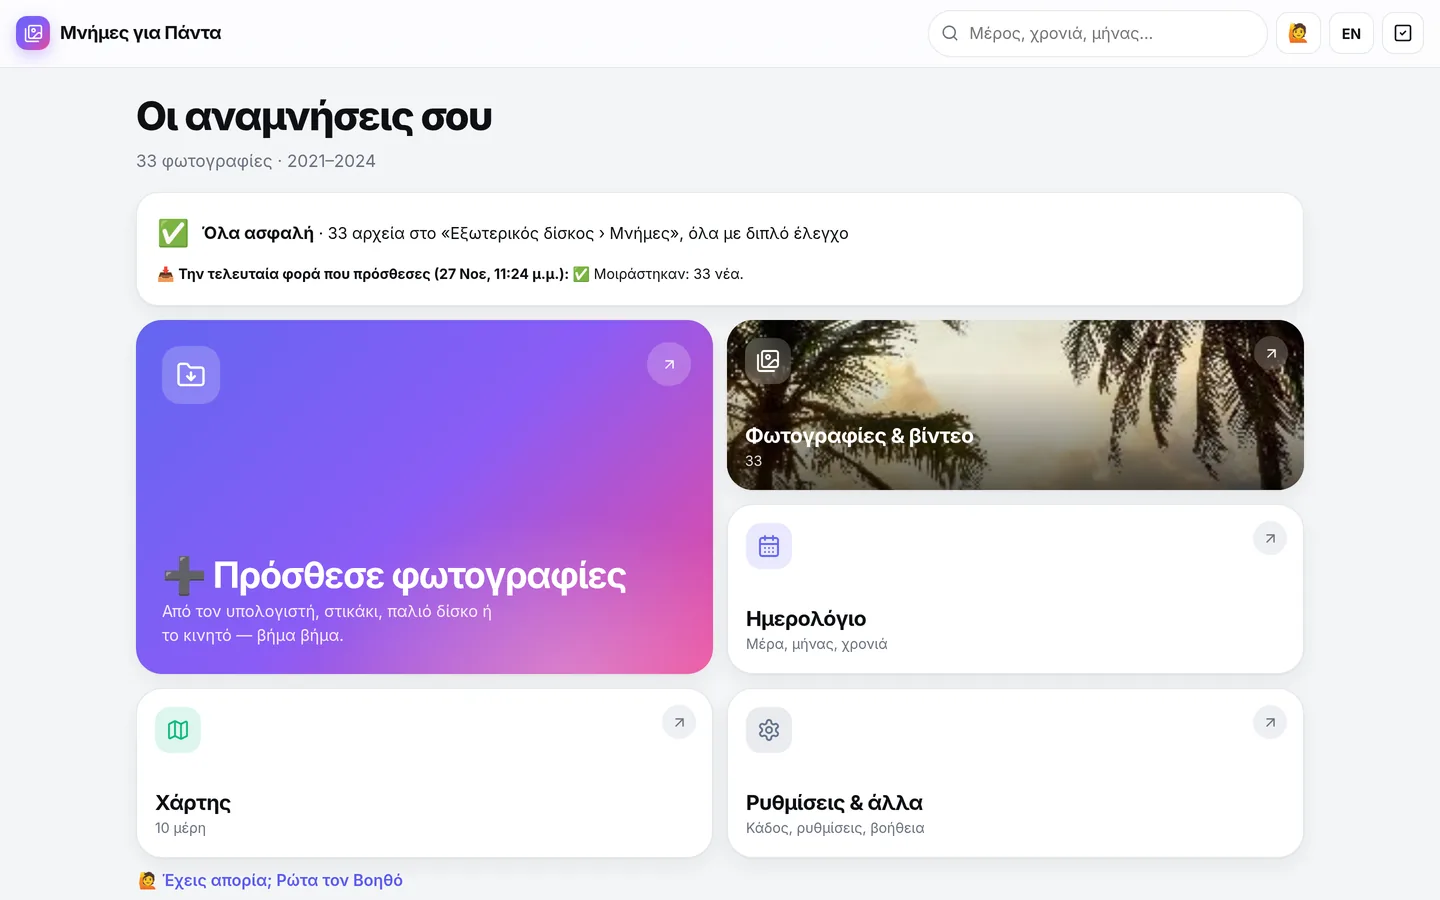 Μνήμες για Πάντα
Μέρος, χρονιά, μήνας...
EN
Οι αναμνήσεις σου
33 φωτογραφίες · 2021–2024
✅ Όλα ασφαλή · 33 αρχεία στο «Εξωτερικός δίσκος › Μνήμες», όλα με διπλό έλεγχο
📥 Την τελευταία φορά που πρόσθεσες (27 Νοε, 11:24 μ.μ.): ✅ Μοιράστηκαν: 33 νέα.
➕ Πρόσθεσε φωτογραφίες
Από τον υπολογιστή, στικάκι, παλιό δίσκο ή
το κινητό — βήμα βήμα.
Φωτογραφίες & βίντεο
33
Ημερολόγιο
Μέρα, μήνας, χρονιά
Χάρτης
10 μέρη
Ρυθμίσεις & άλλα
Κάδος, ρυθμίσεις, βοήθεια
🙋 Έχεις απορία; Ρώτα τον Βοηθό